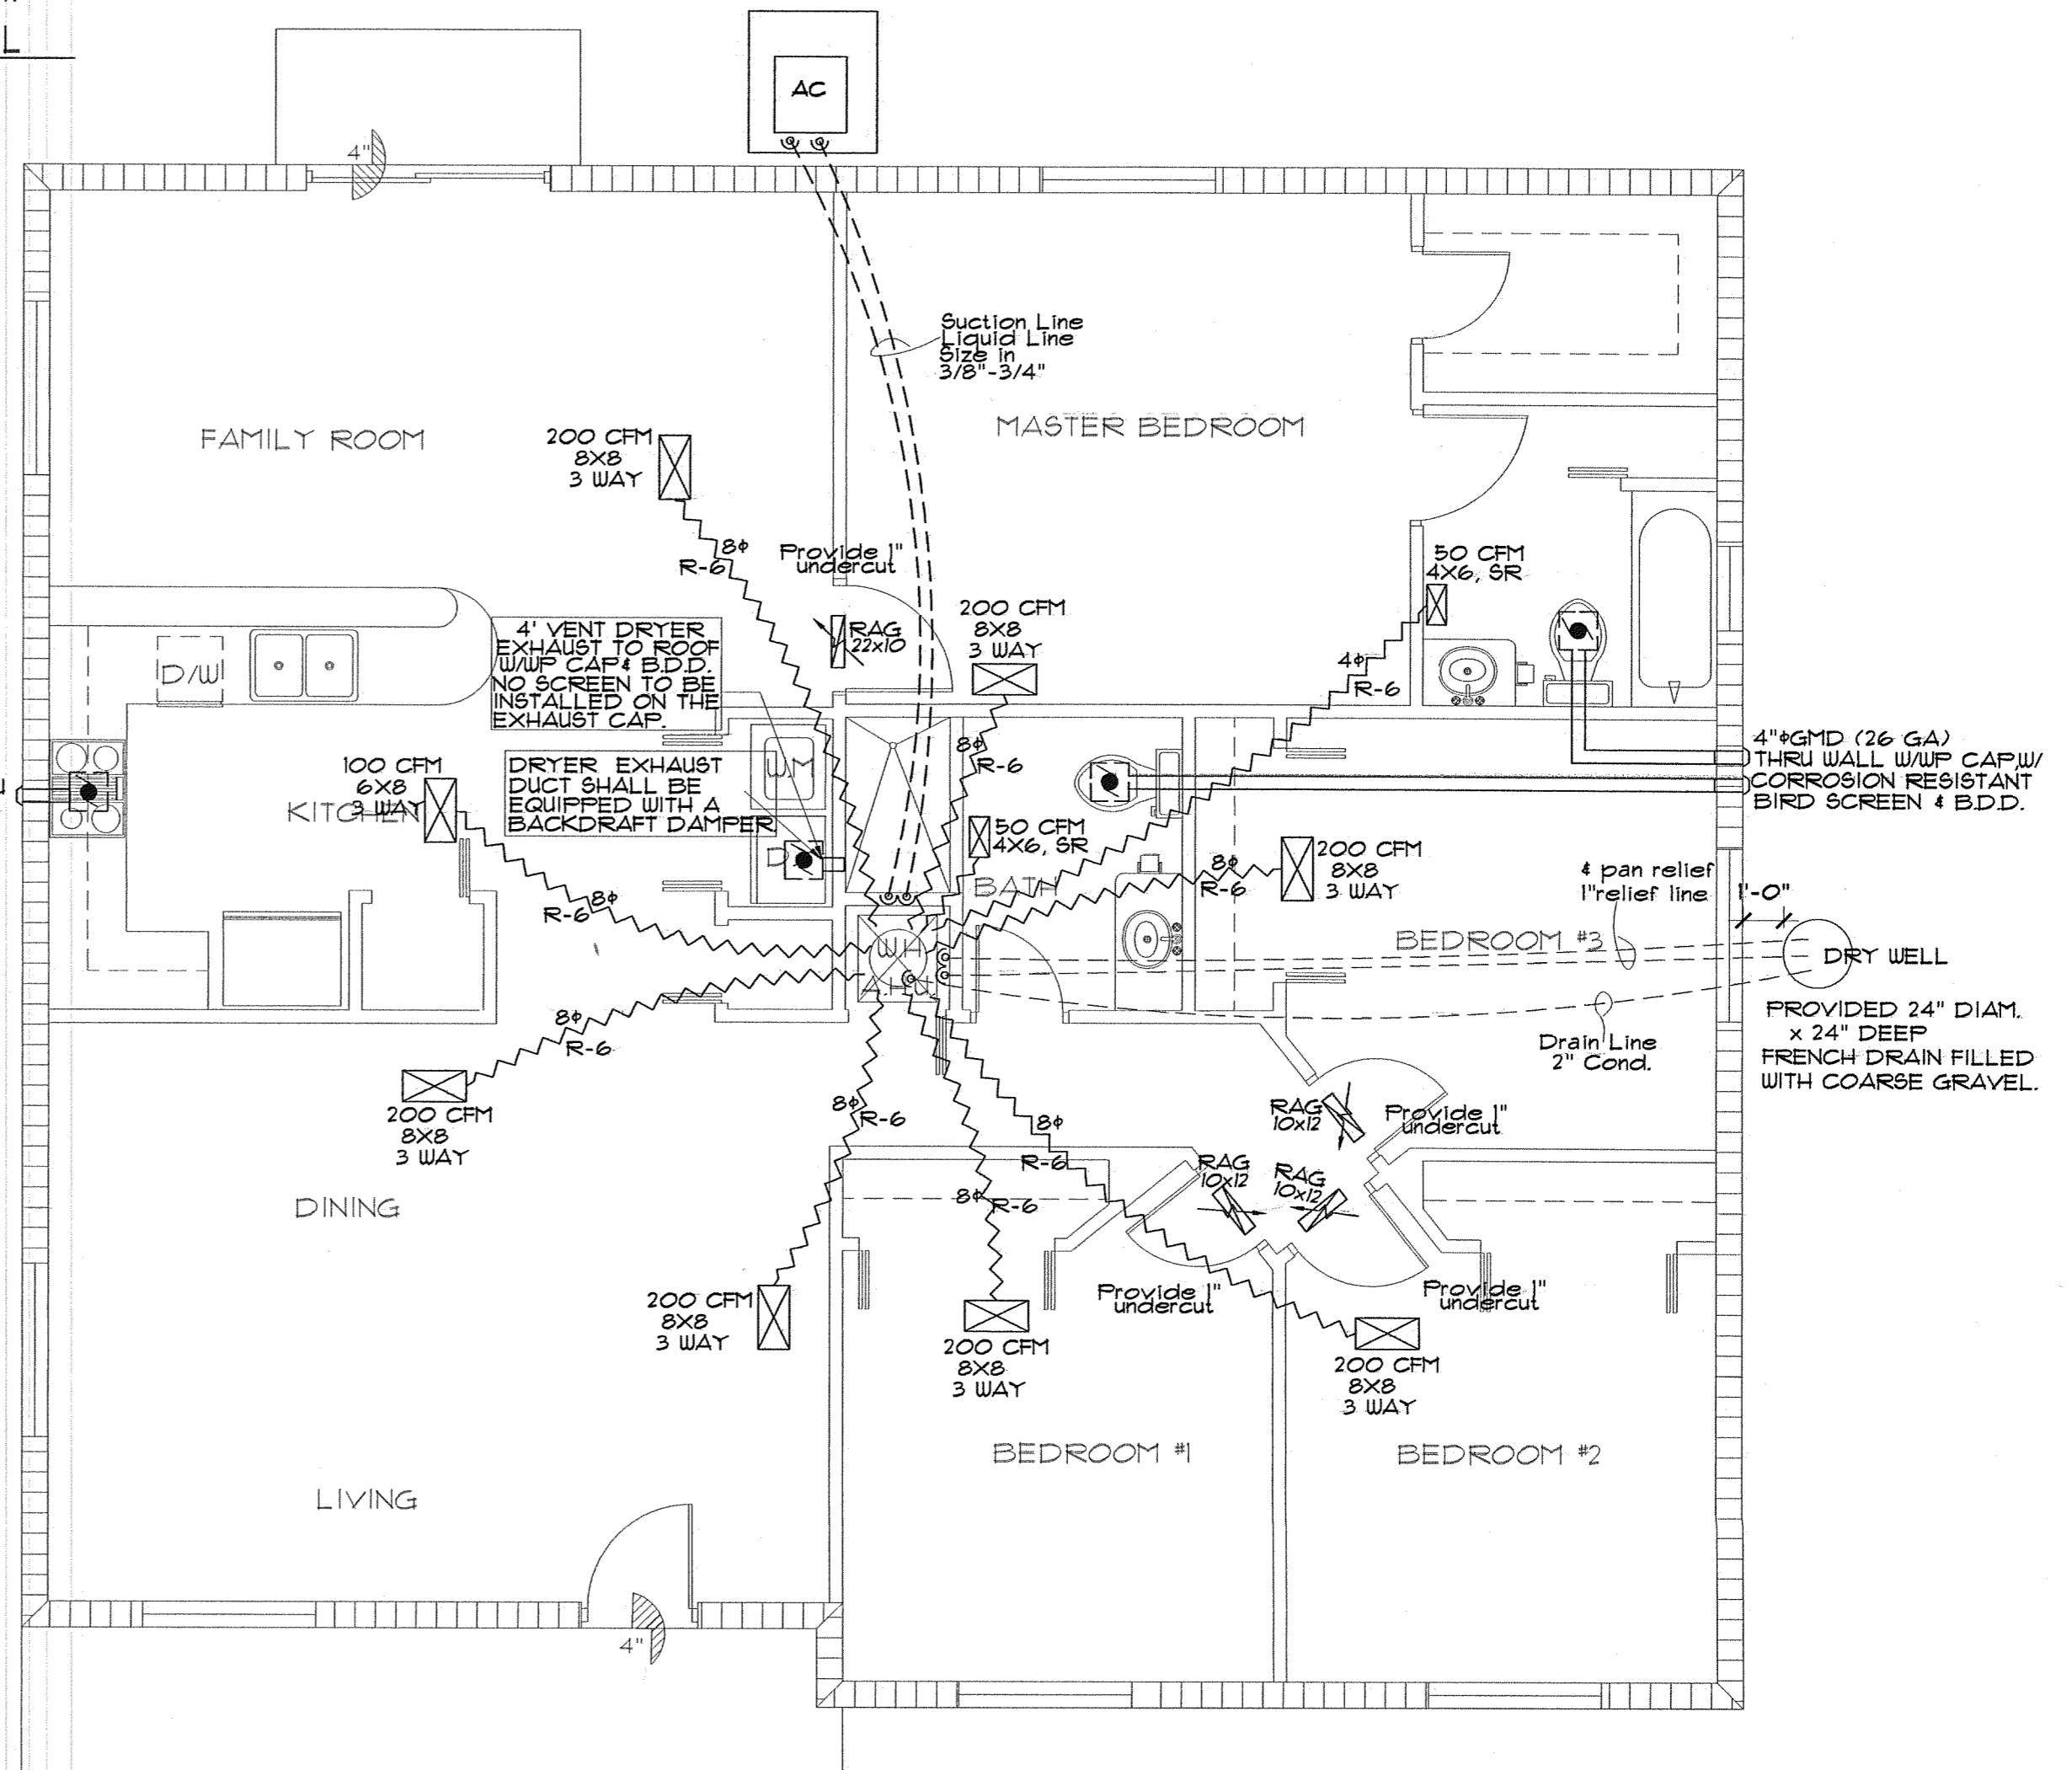 L
AC
4"
Suction Line
Liquid Line
Size in
3/8"-3/4"
FAMILY ROOM
MASTER BEDROOM
200 CFM
8X8
3 WAY
8ϕ
R-6
Provide 1"
undercut
RAG
22x10
200 CFM
8X8
3 WAY
50 CFM
4X6, SR
4ϕ
R-6
D/W
4' VENT DRYER
EXHAUST TO ROOF
W/WP CAP & B.D.D.
NO SCREEN TO BE
INSTALLED ON THE
EXHAUST CAP.
8ϕ
R-6
W.M
DRYER EXHAUST
DUCT SHALL BE
EQUIPPED WITH A
BACKDRAFT DAMPER.
D
100 CFM
6X8
3 WAY
KITCHEN
4"ϕGMD (26 GA)
THRU WALL W/WP CAP,W/
CORROSION RESISTANT
BIRD SCREEN & B.D.D.
50 CFM
4X6, SR
BATH
8ϕ
R-6
200 CFM
8X8
3 WAY
& pan relief
1"relief line
1'-0"
8ϕ
R-6
WH
BEDROOM #3
DRY WELL
PROVIDED 24" DIAM.
x 24" DEEP
FRENCH DRAIN FILLED
WITH COARSE GRAVEL.
Drain Line
2" Cond.
8ϕ
R-6
200 CFM
8X8
3 WAY
8ϕ
R-6
8ϕ
R-6
RAG
10x12
Provide 1"
undercut
RAG
10x12
RAG
10x12
8ϕ
R-6
DINING
200 CFM
8X8
3 WAY
200 CFM
8X8
3 WAY
Provide 1"
undercut
Provide 1"
undercut
200 CFM
8X8
3 WAY
BEDROOM #1
BEDROOM #2
LIVING
4"